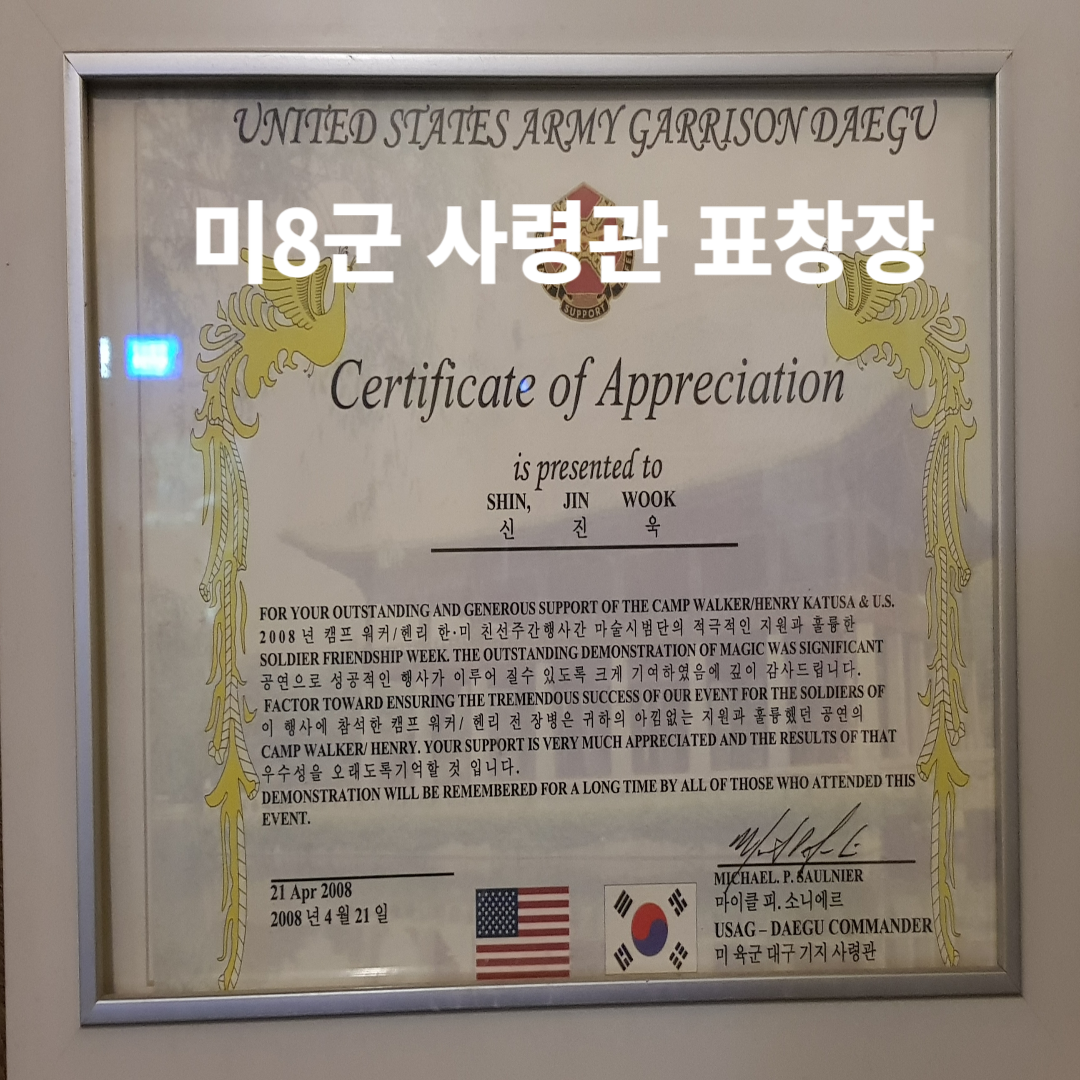 UNITED STATES ARMY GARRISON DAEGU
미8군 사령관 표창장
SUPPORT
Certificate of Appreciation
is presented to
SHIN, JIN WOOK
신 진 욱
FOR YOUR OUTSTANDING AND GENEROUS SUPPORT OF THE CAMP WALKER/HENRY KATUSA & U.S.
2008 년 캠프 워커/헨리 한·미 친선주간행사간 마술시범단의 적극적인 지원과 훌륭한
SOLDIER FRIENDSHIP WEEK. THE OUTSTANDING DEMONSTRATION OF MAGIC WAS SIGNIFICANT
공연으로 성공적인 행사가 이루어 질수 있도록 크게 기여하였음에 깊이 감사드립니다.
FACTOR TOWARD ENSURING THE TREMENDOUS SUCCESS OF OUR EVENT FOR THE SOLDIERS OF
이 행사에 참석한 캠프 워커/ 헨리 전 장병은 귀하의 아낌없는 지원과 훌륭했던 공연의
CAMP WALKER/ HENRY. YOUR SUPPORT IS VERY MUCH APPRECIATED AND THE RESULTS OF THAT
우수성을 오래도록기억할 것 입니다.
DEMONSTRATION WILL BE REMEMBERED FOR A LONG TIME BY ALL OF THOSE WHO ATTENDED THIS
EVENT.
21 Apr 2008
2008 년 4 월 21 일
MICHAEL. P. SAULNIER
마이클 피. 소니에르
USAG – DAEGU COMMANDER
미 육군 대구 기지 사령관